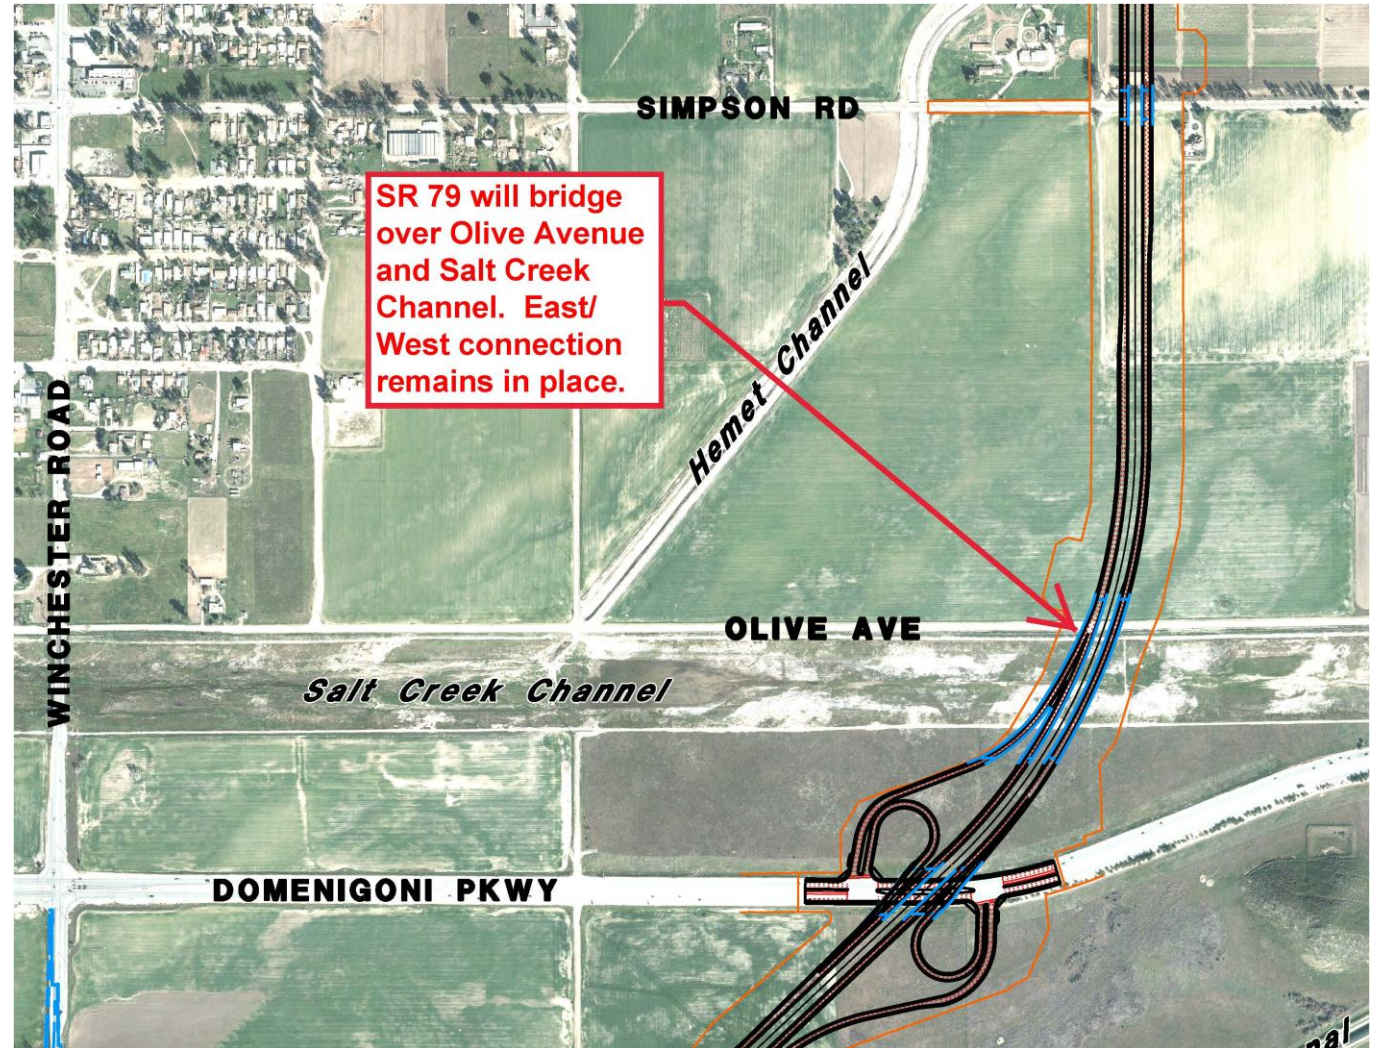 SIMPSON RD
SR 79 will bridge
over Olive Avenue
and Salt Creek
Channel. East/
West connection
remains in place.
Hemet Channel
WINCHESTER ROAD
OLIVE AVE
Salt Creek Channel
DOMENIGONI PKWY